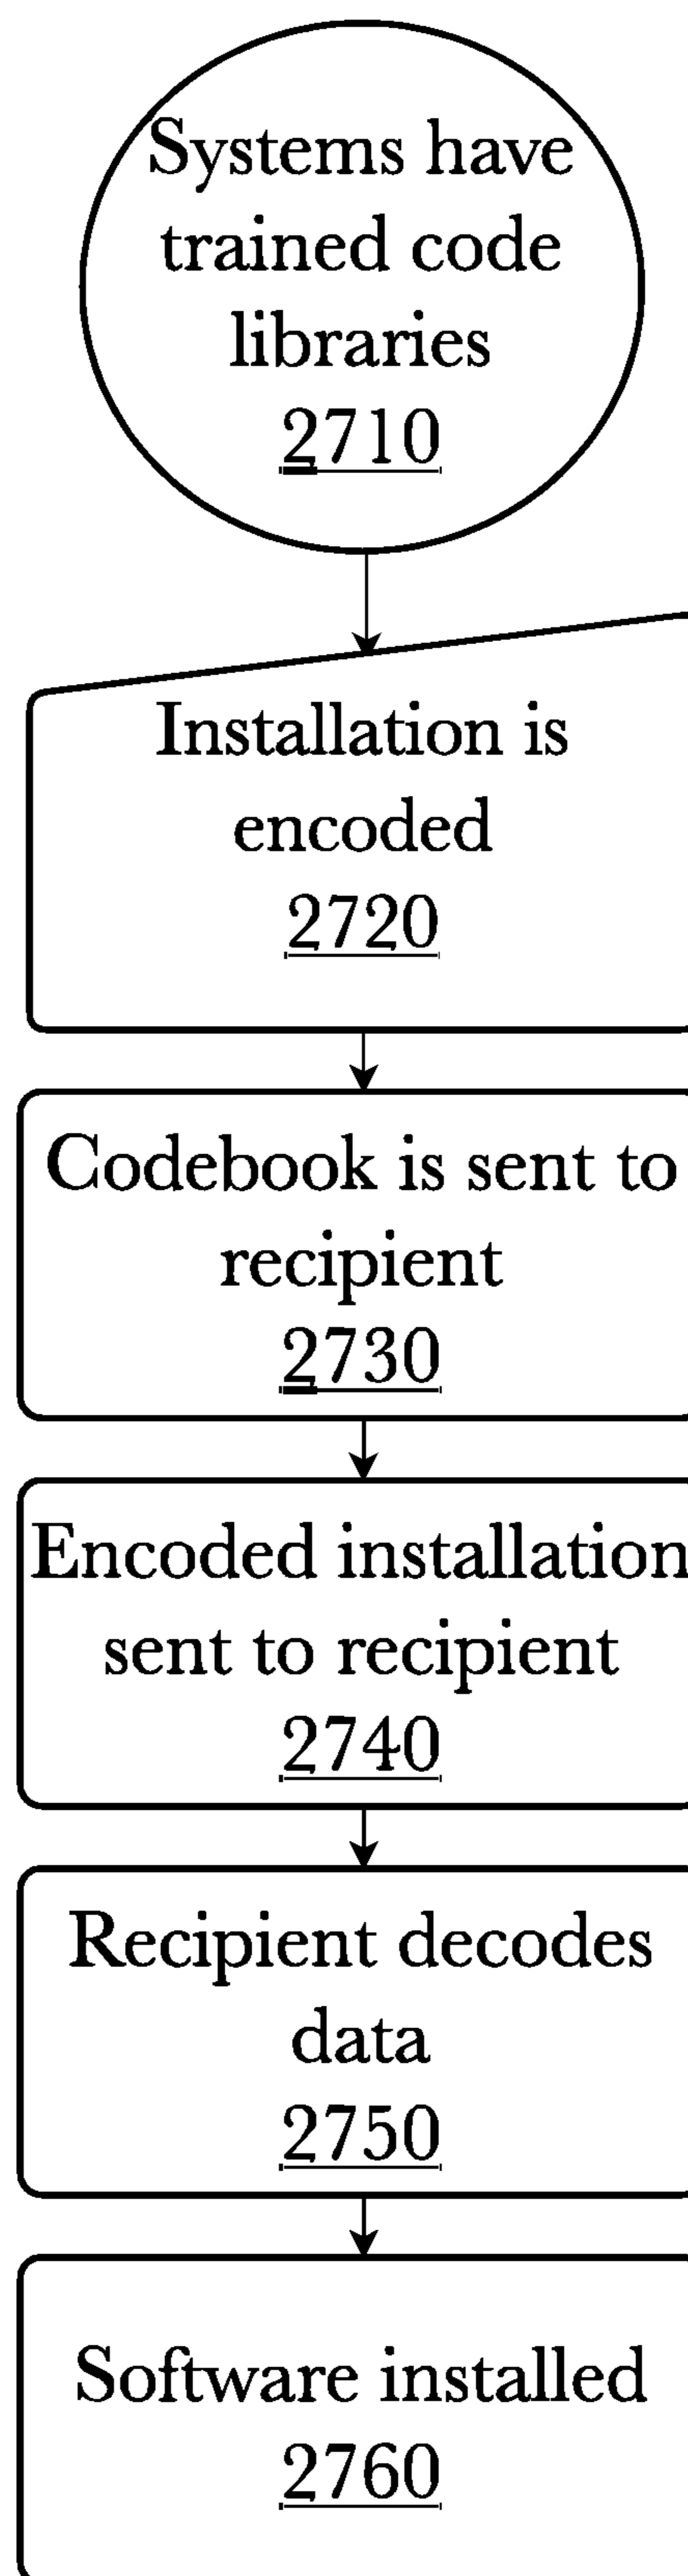 Systems have
trained code
libraries
2710
Installation is
encoded
2720
Codebook is sent to
recipient
2730
Encoded installation
sent to recipient
2740
Recipient decodes
data
2750
Software installed
2760